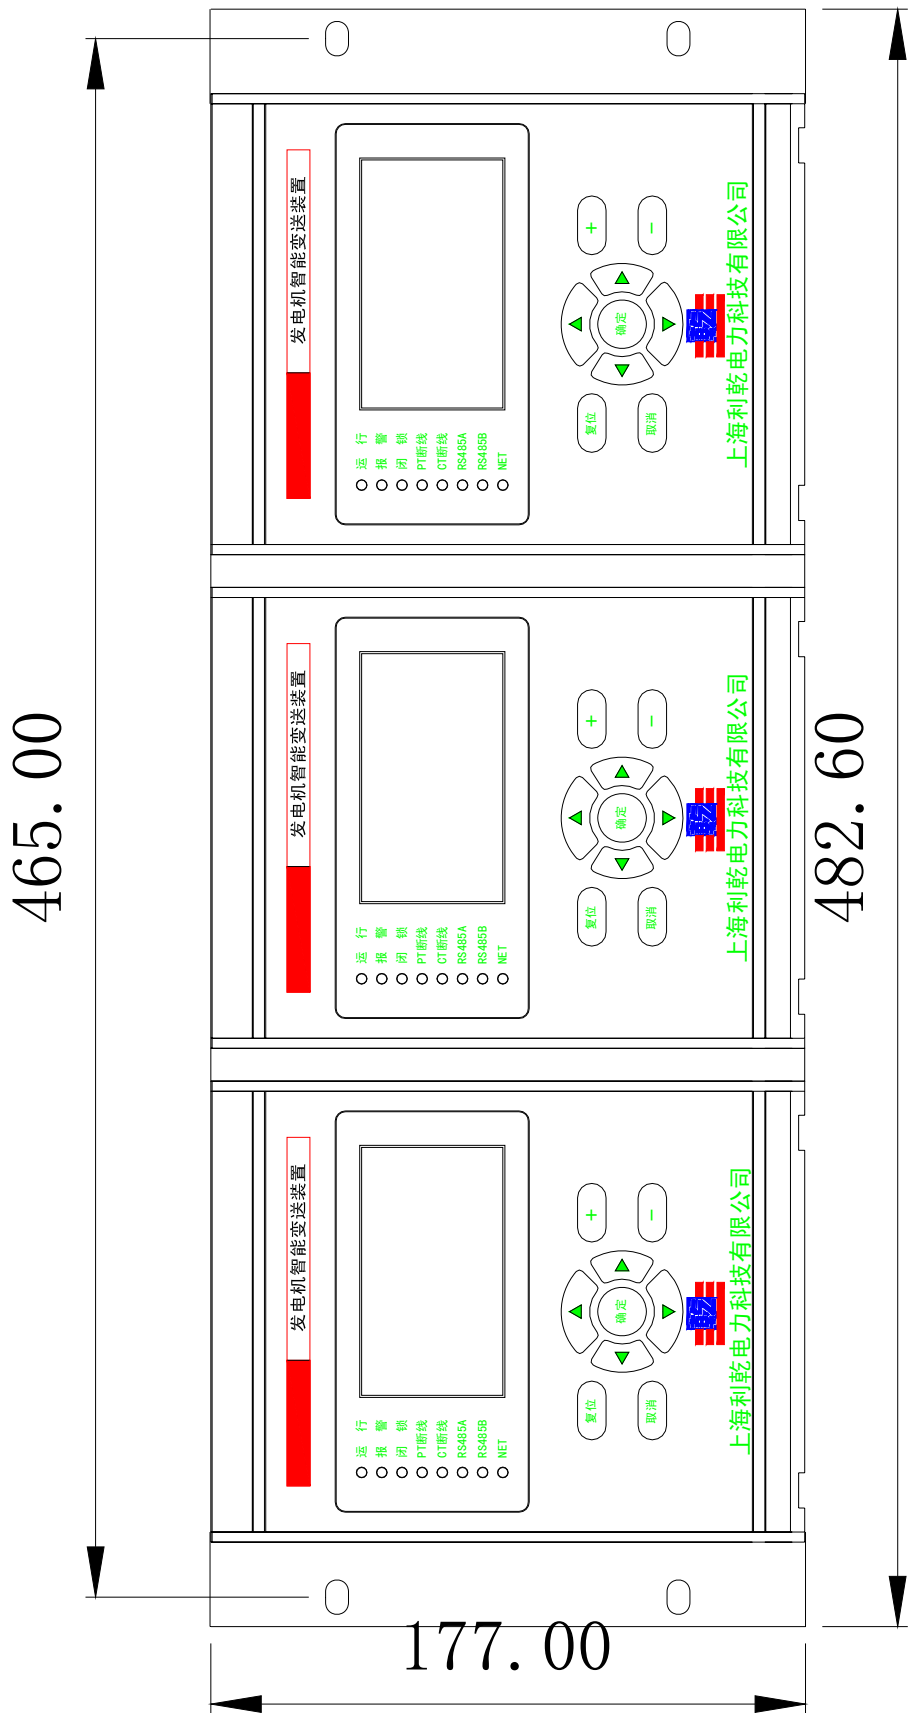 发电机智能变送装置
运行
报警
闭锁
PT断线
CT断线
RS485A
RS485B
NET
+
-
确定
复位
取消
上海利乾电力科技有限公司
发电机智能变送装置
运行
报警
闭锁
PT断线
CT断线
RS485A
RS485B
NET
+
-
确定
复位
取消
上海利乾电力科技有限公司
发电机智能变送装置
运行
报警
闭锁
PT断线
CT断线
RS485A
RS485B
NET
+
-
确定
复位
取消
上海利乾电力科技有限公司
465.00
482.60
177.00